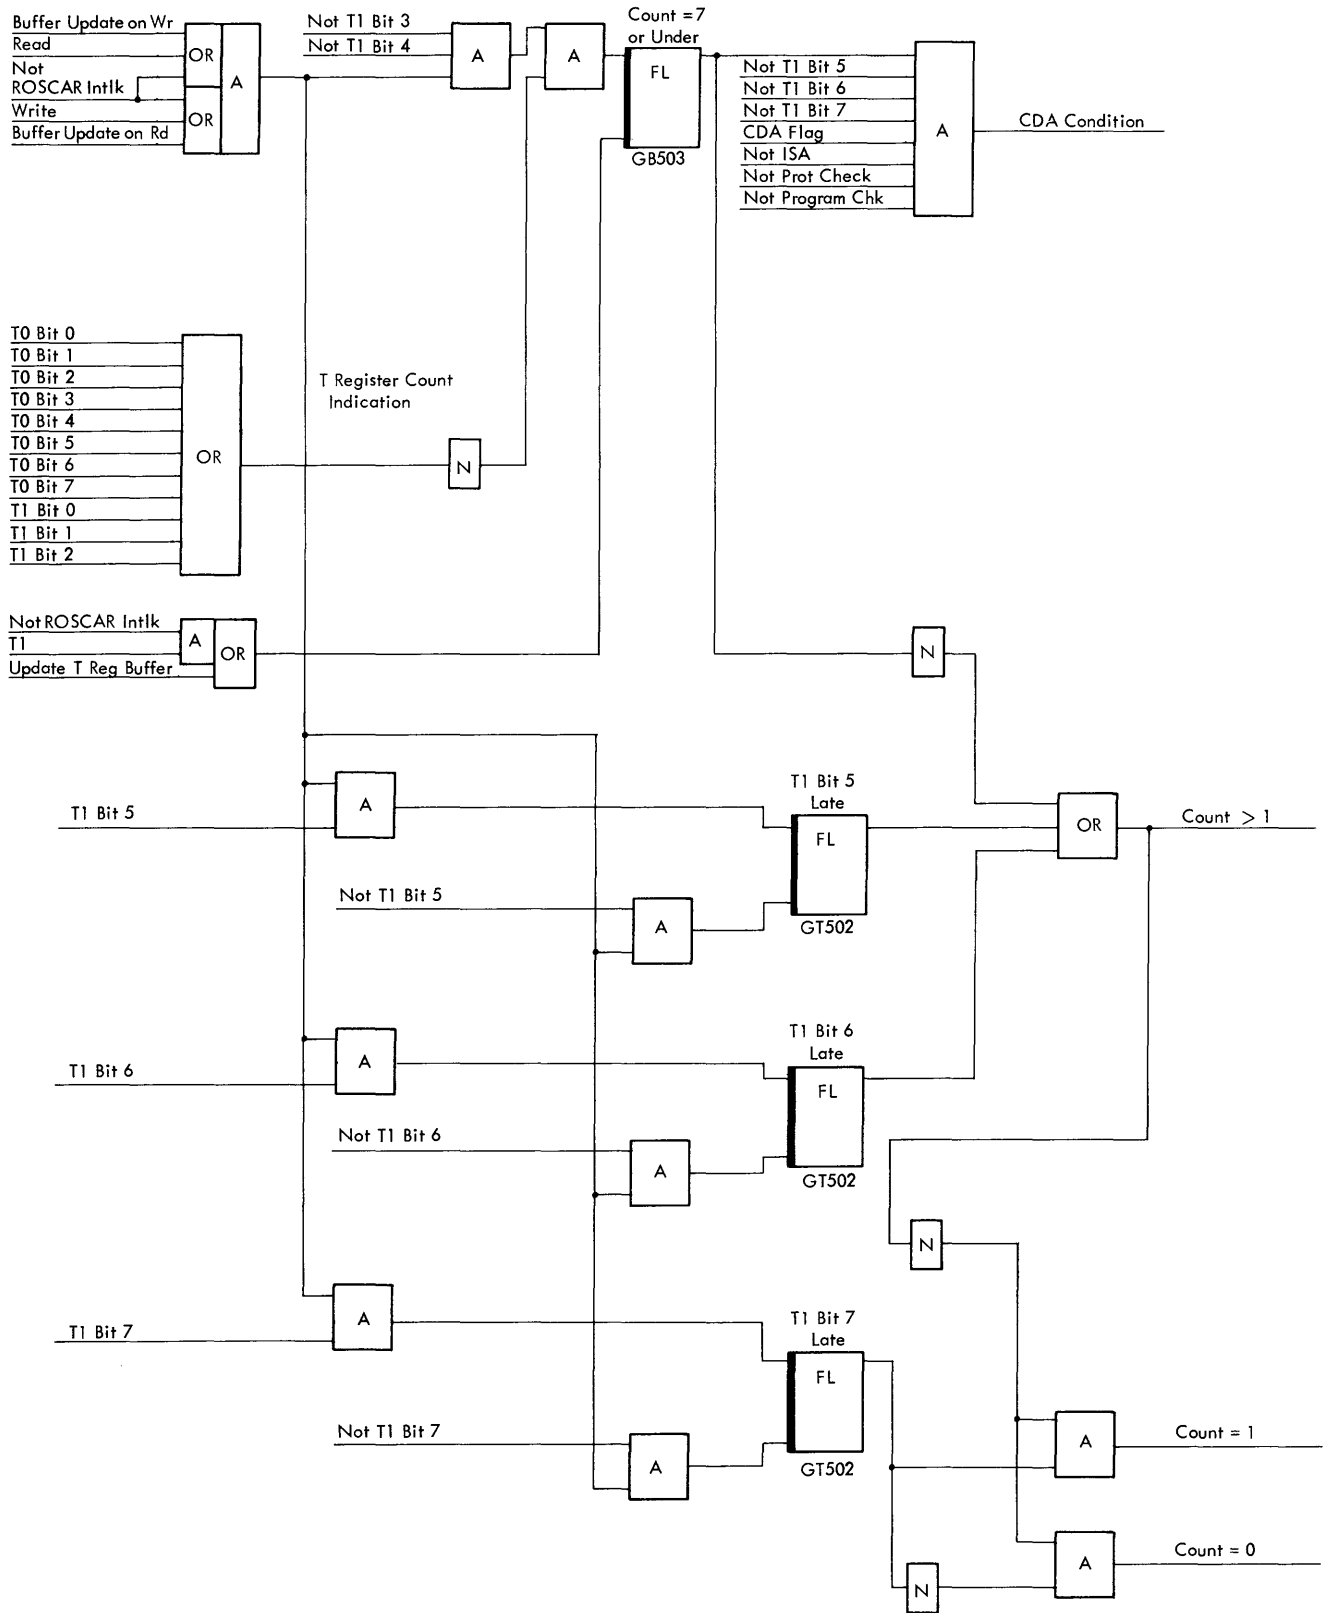 Buffer Update on Wr
Read
Not
ROSCAR Intlk
Write
Buffer Update on Rd
OR
OR
A
Not T1 Bit 3
Not T1 Bit 4
A
A
Count =7
or Under
FL
GB503
Not T1 Bit 5
Not T1 Bit 6
Not T1 Bit 7
CDA Flag
Not ISA
Not Prot Check
Not Program Chk
A
CDA Condition
T0 Bit 0
T0 Bit 1
T0 Bit 2
T0 Bit 3
T0 Bit 4
T0 Bit 5
T0 Bit 6
T0 Bit 7
T1 Bit 0
T1 Bit 1
T1 Bit 2
OR
T Register Count
Indication
N
Not ROSCAR Intlk
T1
Update T Reg Buffer
A
OR
N
T1 Bit 5
A
T1 Bit 5
Late
FL
GT502
Not T1 Bit 5
A
OR
Count > 1
T1 Bit 6
A
T1 Bit 6
Late
FL
GT502
Not T1 Bit 6
A
N
T1 Bit 7
A
T1 Bit 7
Late
FL
GT502
Not T1 Bit 7
A
A
Count = 1
N
A
Count = 0